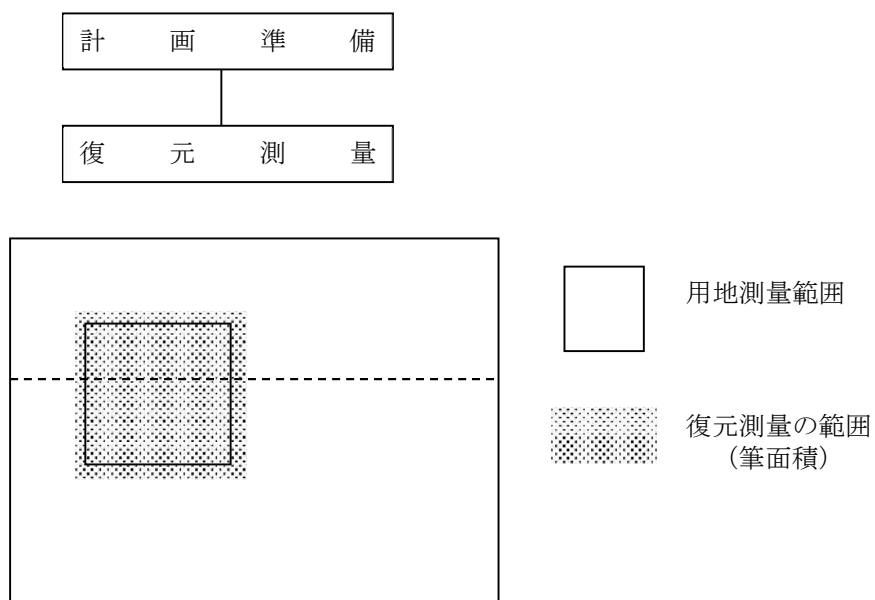 計画準備
復元測量
用地測量範囲
復元測量の範囲
（筆面積）